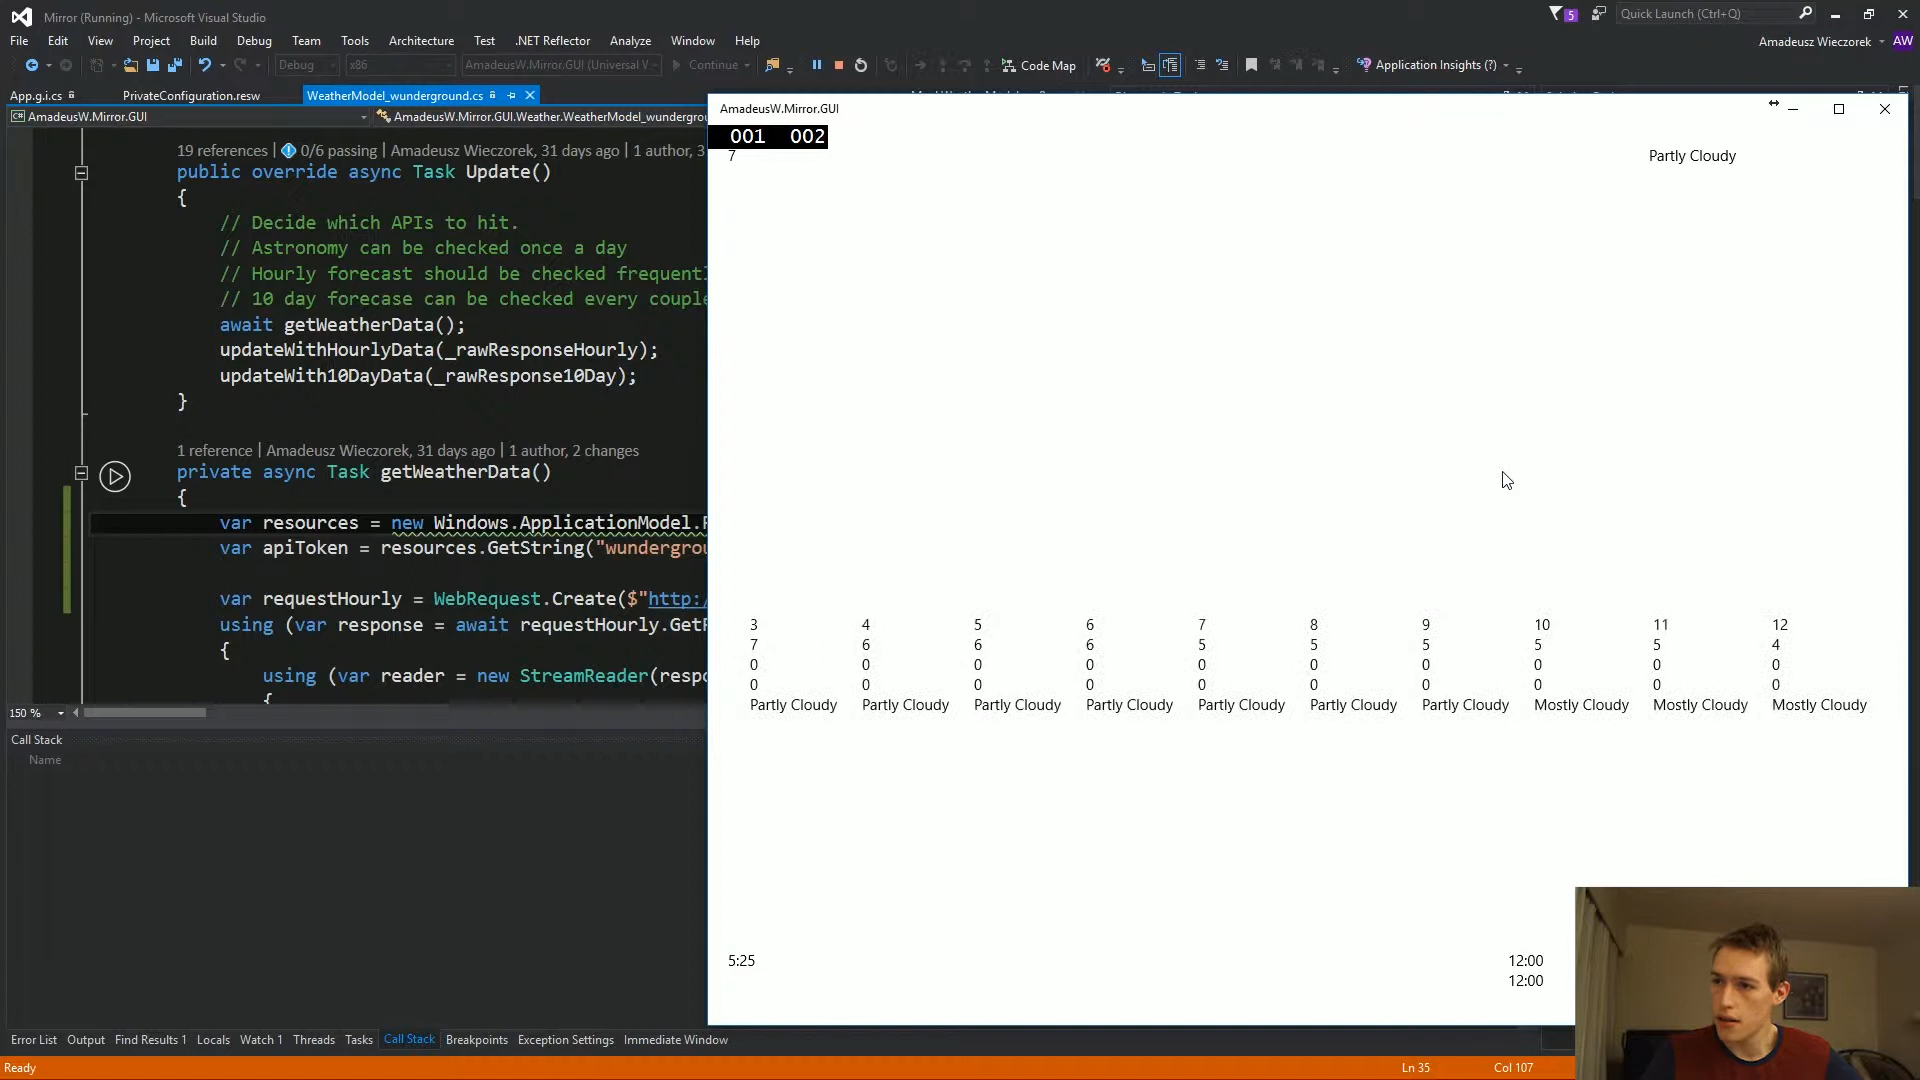 Mirror (Running) - Microsoft Visual Studio
5
Quick Launch (Ctrl+Q)
File Edit View Project Build Debug Team Tools Architecture Test .NET Reflector Analyze Window Help
Amadeusz Wieczorek AW
Debug x86 AmadeusW.Mirror.GUI (Universal Continue Code Map Application Insights (?)
App.g.i.cs PrivateConfiguration.resw WeatherModel_wunderground.cs
AmadeusW.Mirror.GUI AmadeusW.Mirror.GUI.Weather.WeatherModel_wundergrou
19 references | 0/6 passing | Amadeusz Wieczorek, 31 days ago | 1 author, 3
public override async Task Update()
{
// Decide which APIs to hit.
// Astronomy can be checked once a day
// Hourly forecast should be checked frequentl
// 10 day forecase can be checked every couple
await getWeatherData();
updateWithHourlyData(_rawResponseHourly);
updateWith10DayData(_rawResponse10Day);
}
1 reference | Amadeusz Wieczorek, 31 days ago | 1 author, 2 changes
private async Task getWeatherData()
{
var resources = new Windows.ApplicationModel.
var apiToken = resources.GetString("wundergrou
var requestHourly = WebRequest.Create($"http:/
using (var response = await requestHourly.Get
{
using (var reader = new StreamReader(respo
{
150 %
Call Stack
Name
AmadeusW.Mirror.GUI
001 002
7
Partly Cloudy
3 4 5 6 7 8 9 10 11 12
7 6 6 6 5 5 5 5 5 4
0 0 0 0 0 0 0 0 0 0
0 0 0 0 0 0 0 0 0 0
Partly Cloudy Partly Cloudy Partly Cloudy Partly Cloudy Partly Cloudy Partly Cloudy Partly Cloudy Mostly Cloudy Mostly Cloudy Mostly Cloudy
5:25 12:00
12:00
Error List Output Find Results 1 Locals Watch 1 Threads Tasks Call Stack Breakpoints Exception Settings Immediate Window
Ready Ln 35 Col 107